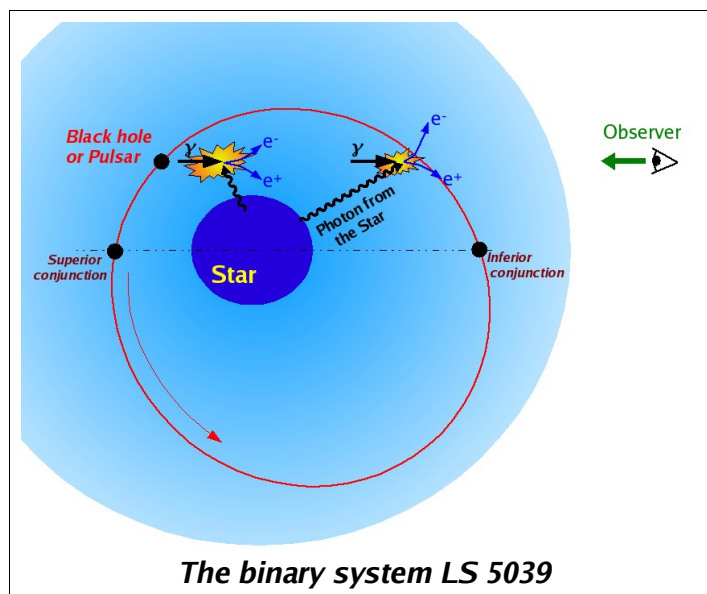 Black hole
or Pulsar
γ
e-
e+
γ
e-
e+
Observer
Photon from
the Star
Superior
conjunction
Star
Inferior
conjunction
The binary system LS 5039